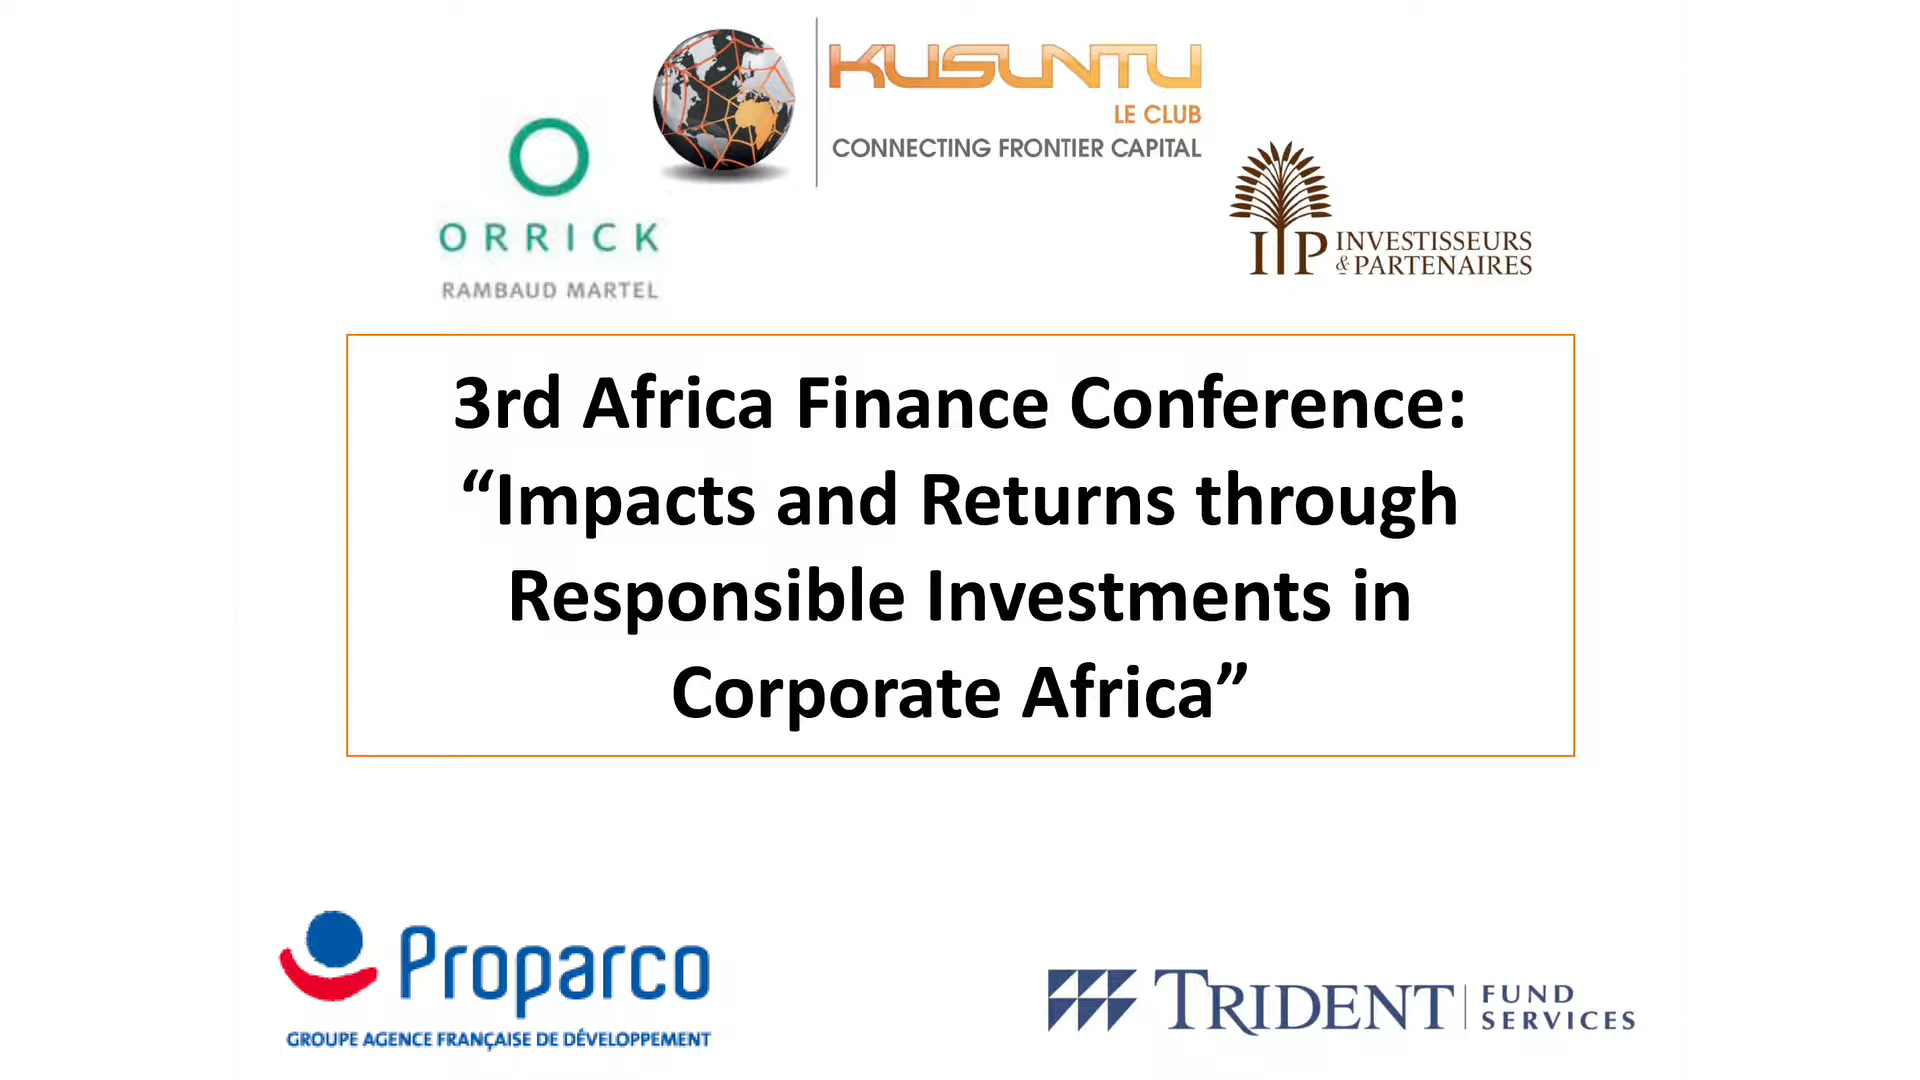 KUSUNTU
LE CLUB
CONNECTING FRONTIER CAPITAL
ORRICK
RAMBAUD MARTEL
I&P INVESTISSEURS
& PARTENAIRES
3rd Africa Finance Conference:
“Impacts and Returns through
Responsible Investments in
Corporate Africa”
Proparco
GROUPE AGENCE FRANÇAISE DE DÉVELOPPEMENT
TRIDENT FUND
SERVICES